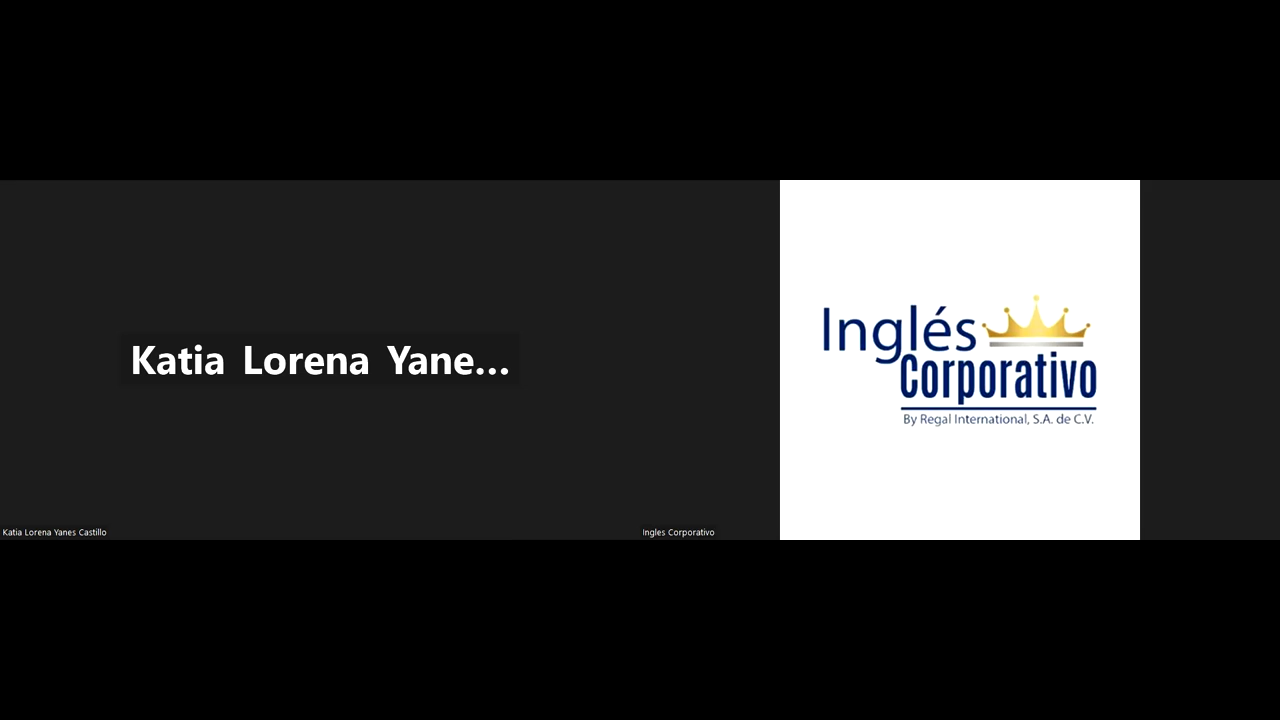 Katia Lorena Yane...
Katia Lorena Yanes Castillo
Inglés
Corporativo
By Regal International, S.A. de C.V.
Ingles Corporativo